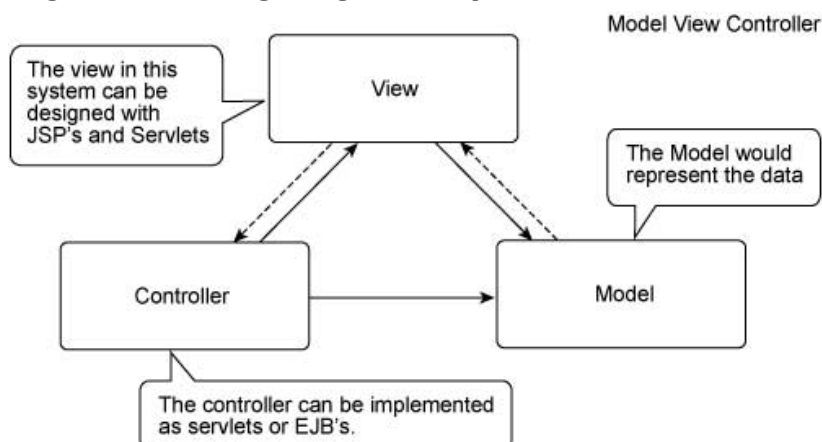 Model View Controller
The view in this
system can be
designed with
JSP's and Servlets
View
The Model would
represent the data
Controller
Model
The controller can be implemented
as servlets or EJB's.